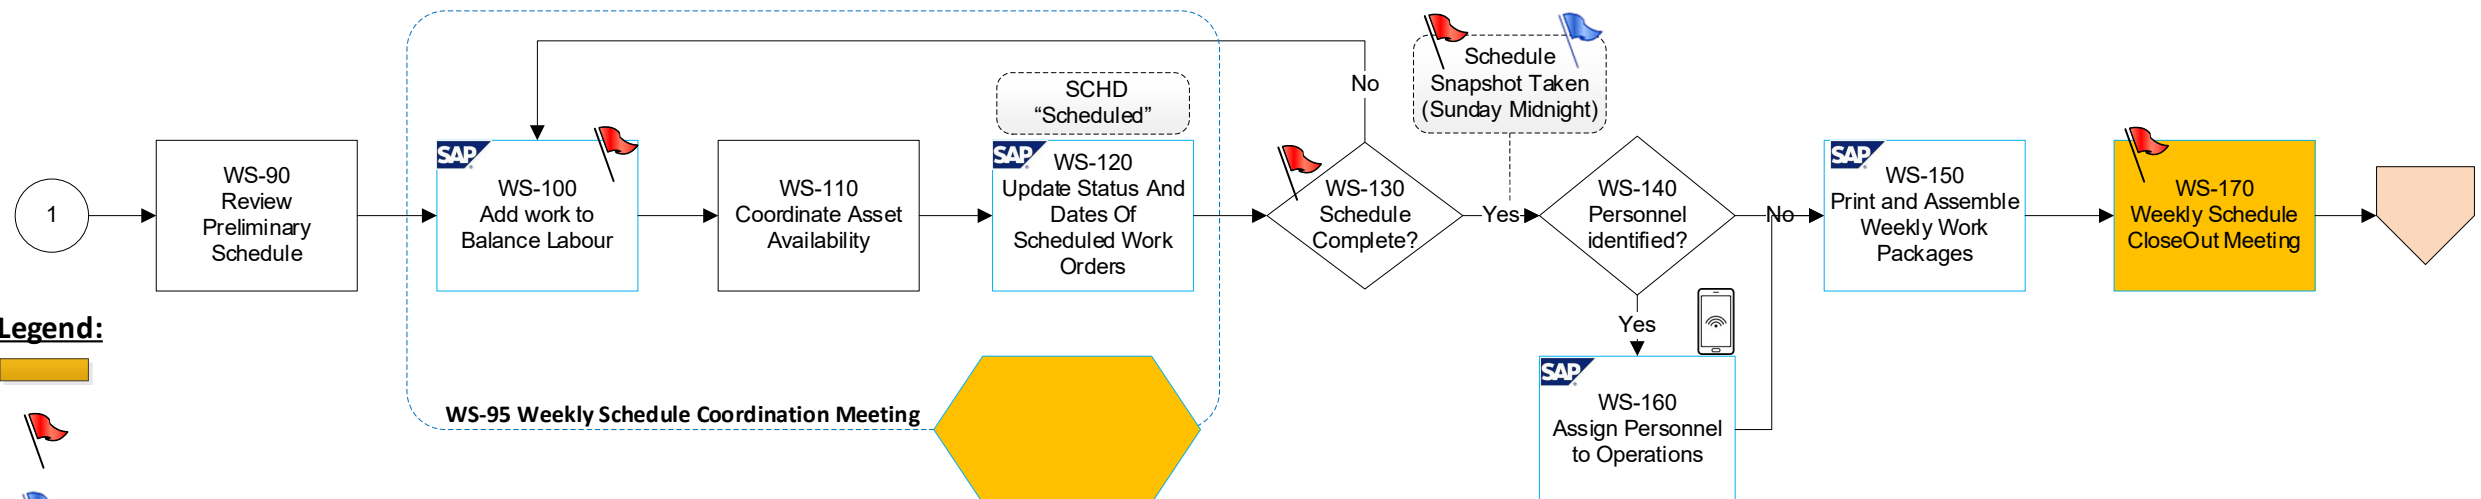 1
WS-90
Review
Preliminary
Schedule
SAP
WS-100
Add work to
Balance Labour
WS-110
Coordinate Asset
Availability
SCHD
“Scheduled”
SAP
WS-120
Update Status And
Dates Of
Scheduled Work
Orders
No
WS-130
Schedule
Complete?
Yes
Schedule
Snapshot Taken
(Sunday Midnight)
WS-140
Personnel
identified?
No
Yes
SAP
WS-160
Assign Personnel
to Operations
SAP
WS-150
Print and Assemble
Weekly Work
Packages
WS-170
Weekly Schedule
CloseOut Meeting
Legend:
WS-95 Weekly Schedule Coordination Meeting